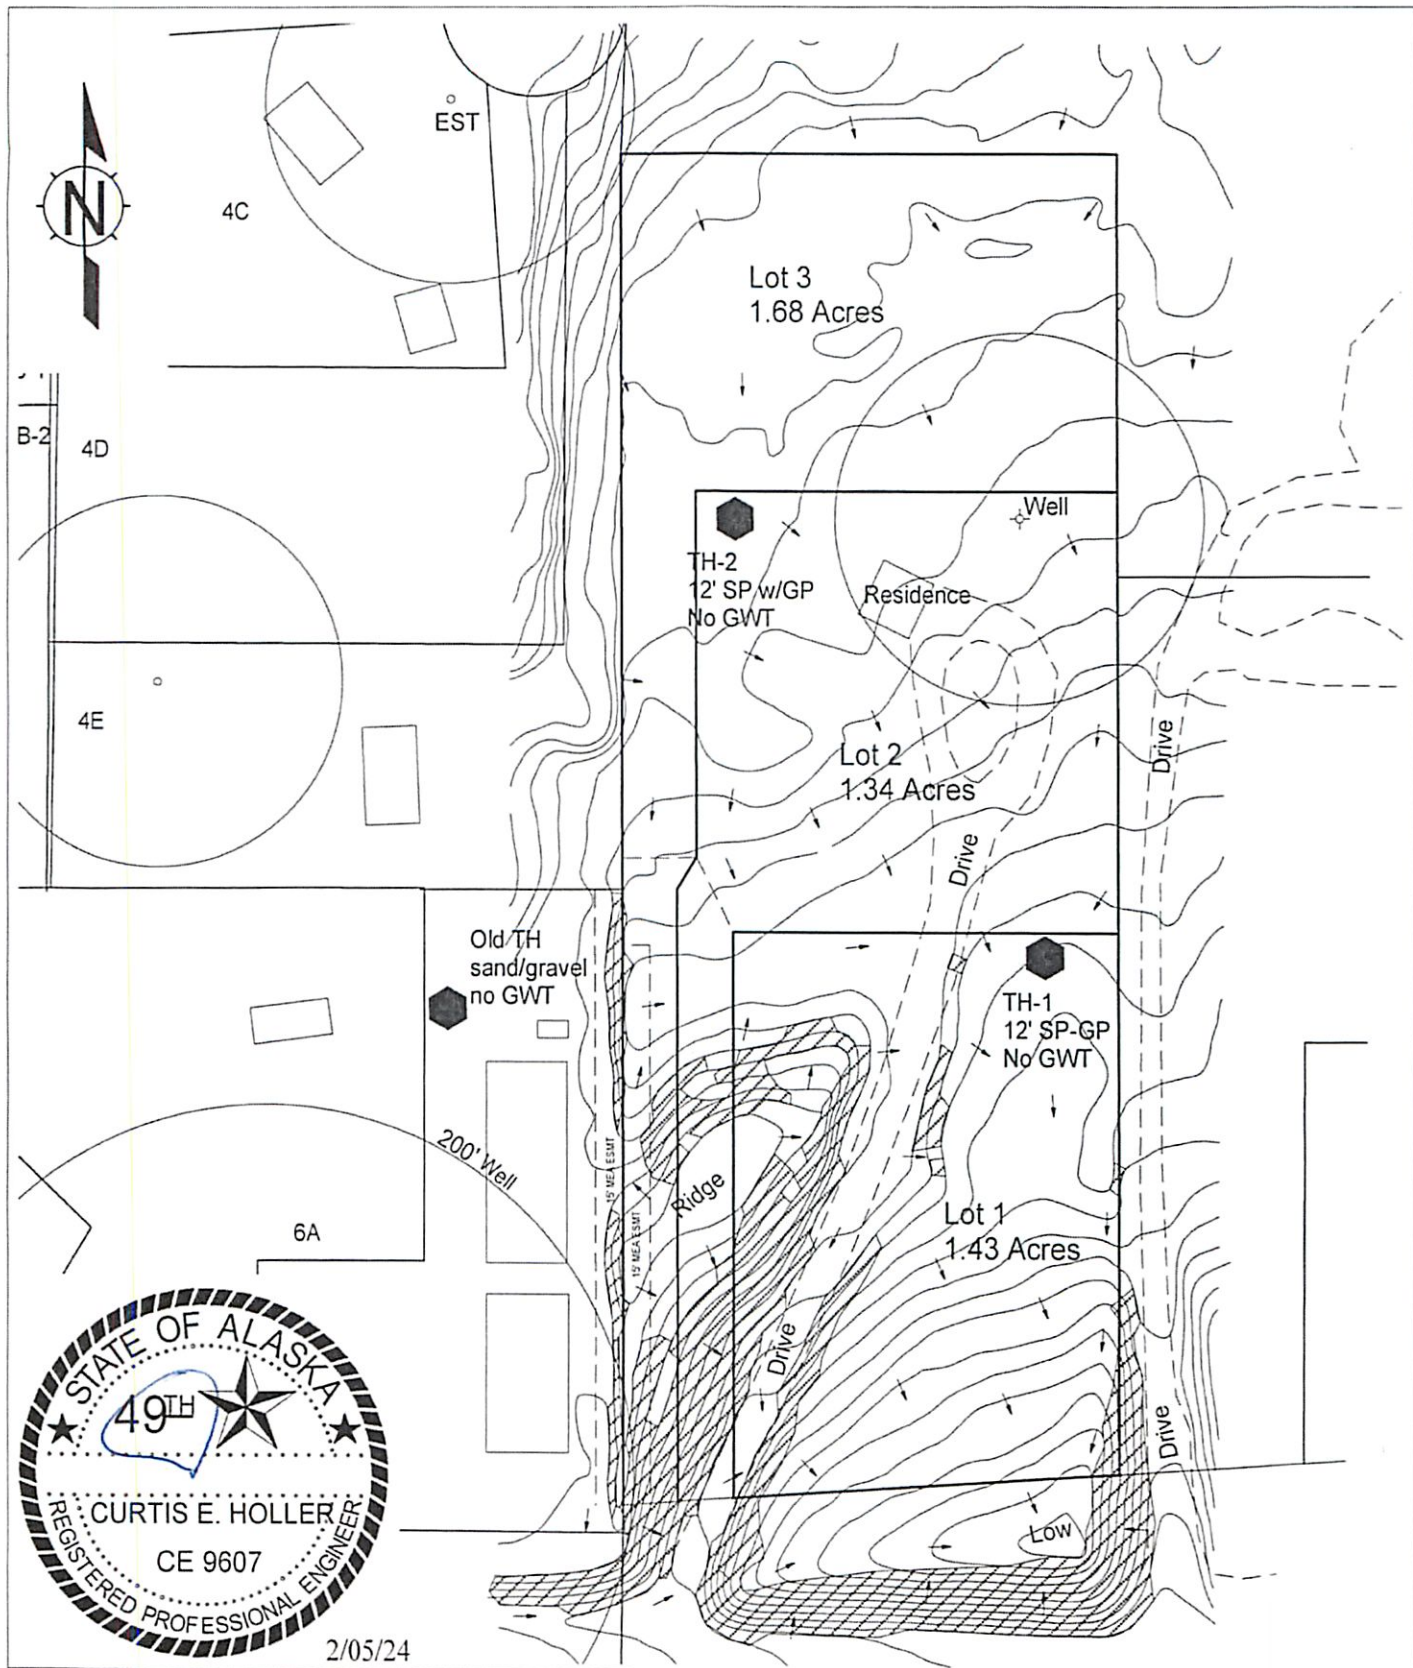 EST
N
4C
Lot 3
1.68 Acres
B-2
4D
Well
TH-2
12' SP w/GP
No GWT
Residence
4E
Drive
Lot 2
1.34 Acres
Drive
Old TH
sand/gravel
no GWT
TH-1
12' SP-GP
No GWT
200' Well
15' MEA ESMT
15' MEA ESMT
Ridge
6A
Lot 1
1.43 Acres
Drive
Drive
Low
STATE OF ALASKA
49TH
CURTIS E. HOLLER
CE 9607
REGISTERED PROFESSIONAL ENGINEER
2/05/24